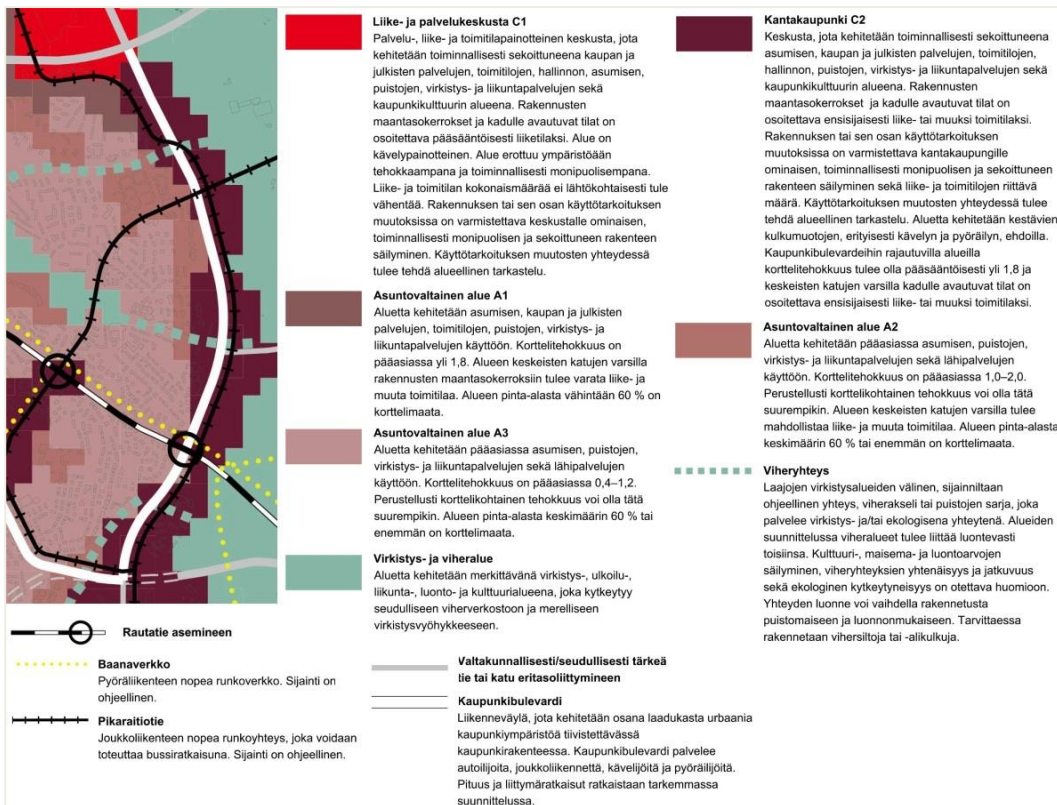 Liike- ja palvelukeskusta C1
Palvelu-, liike- ja toimitilapainotteinen keskusta, jota
kehitetään toiminnallisesti sekoittuneena kaupan ja
julkisten palvelujen, toimitilojen, hallinnon, asumisen,
puistojen, virkistys- ja liikuntapalvelujen sekä
kaupunkikulttuurin alueena. Rakennusten
maantasokerrokset ja kadulle avautuvat tilat on
osoitettava pääsääntöisesti liiketilaksi. Alue on
kävelypainotteinen. Alue erottuu ympäristöään
tehokkaampana ja toiminnallisesti monipuolisempana.
Liike- ja toimitilan kokonaismäärää ei lähtökohtaisesti tule
vähentää. Rakennuksen tai sen osan käyttötarkoituksen
muutoksissa on varmistettava keskustalle ominaisen,
toiminnallisesti monipuolisen ja sekoittuneen rakenteen
säilyminen. Käyttötarkoituksen muutosten yhteydessä
tulee tehdä alueellinen tarkastelu.
Asuntovaltainen alue A1
Aluetta kehitetään asumisen, kaupan ja julkisten
palvelujen, toimitilojen, puistojen, virkistys- ja
liikuntapalvelujen käyttöön. Korttelitehokkuus on
pääasiassa yli 1,8. Alueen keskeisten katujen varsilla
rakennusten maantasokerroksiin tulee varata liike- ja
muuta toimitilaa. Alueen pinta-alasta vähintään 60 % on
korttelimaata.
Asuntovaltainen alue A3
Aluetta kehitetään pääasiassa asumisen, puistojen,
virkistys- ja liikuntapalvelujen sekä lähipalvelujen
käyttöön. Korttelitehokkuus on pääasiassa 0,4–1,2.
Perustellusti korttelikohtainen tehokkuus voi olla tätä
suurempikin. Alueen pinta-alasta keskimäärin 60 % tai
enemmän on korttelimaata.
Virkistys- ja viheralue
Aluetta kehitetään merkittävänä virkistys-, ulkoilu-,
liikunta-, luonto- ja kulttuurialueena, joka kytkeytyy
seudulliseen viherverkostoon ja merelliseen
virkistysvyöhykkeeseen.
Kantakaupunki C2
Keskusta, jota kehitetään toiminnallisesti sekoittuneena
asumisen, kaupan ja julkisten palvelujen, toimitilojen,
hallinnon, puistojen, virkistys- ja liikuntapalvelujen sekä
kaupunkikulttuurin alueena. Rakennusten
maantasokerrokset ja kadulle avautuvat tilat on
osoitettava ensisijaisesti liike- tai muuksi toimitilaksi.
Rakennuksen tai sen osan käyttötarkoituksen
muutoksissa on varmistettava kantakaupungille
ominaisen, toiminnallisesti monipuolisen ja sekoittuneen
rakenteen säilyminen sekä liike- ja toimitilojen riittävä
määrä. Käyttötarkoituksen muutosten yhteydessä tulee
tehdä alueellinen tarkastelu. Aluetta kehitetään kestävien
kulkumuotojen, erityisesti kävelyn ja pyöräilyn, ehdoilla.
Kaupunkibulevardeihin rajautuvilla alueilla
korttelitehokkuus tulee olla pääsääntöisesti yli 1,8 ja
keskeisten katujen varsilla kadulle avautuvat tilat on
osoitettava ensisijaisesti liike- tai muuksi toimitilaksi.
Asuntovaltainen alue A2
Aluetta kehitetään pääasiassa asumisen, puistojen,
virkistys- ja liikuntapalvelujen sekä lähipalvelujen
käyttöön. Korttelitehokkuus on pääasiassa 1,0–2,0.
Perustellusti korttelikohtainen tehokkuus voi olla tätä
suurempikin. Alueen keskeisten katujen varsilla tulee
mahdollistaa liike- ja muuta toimitilaa. Alueen pinta-alasta
keskimäärin 60 % tai enemmän on korttelimaata.
Viheryhteys
Laajojen virkistysalueiden välinen, sijainniltaan
ohjeellinen yhteys, viherakseli tai puistojen sarja, joka
palvelee virkistys- ja/tai ekologisena yhteytenä. Alueiden
suunnittelussa viheralueet tulee liittää luontevasti
toisiinsa. Kulttuuri-, maisema- ja luontoarvojen
säilyminen, viheryhteyksien yhtenäisyys ja jatkuvuus
sekä ekologinen kytkeytyneisyys on otettava huomioon.
Yhteyden luonne voi vaihdella rakennetusta
puistomaiseen ja luonnonmukaiseen. Tarvittaessa
rakennetaan vihersiltoja tai -alikulkuja.
Rautatie asemineen
Baanaverkko
Pyöräliikenteen nopea runkoverkko. Sijainti on
ohjeellinen.
Pikaraitiotie
Joukkoliikenteen nopea runkoyhteys, joka voidaan
toteuttaa bussiratkaisuna. Sijainti on ohjeellinen.
Valtakunnallisesti/seudullisesti tärkeä
tie tai katu eritasoliittymineen
Kaupunkibulevardi
Liikenneväylä, jota kehitetään osana laadukasta urbaania
kaupunkiympäristöä tiivistettävässä
kaupunkirakenteessa. Kaupunkibulevardi palvelee
autoilijoita, joukkoliikennettä, kävelijöitä ja pyöräilijöitä.
Pituus ja liittymäratkaisut ratkaistaan tarkemmassa
suunnittelussa.